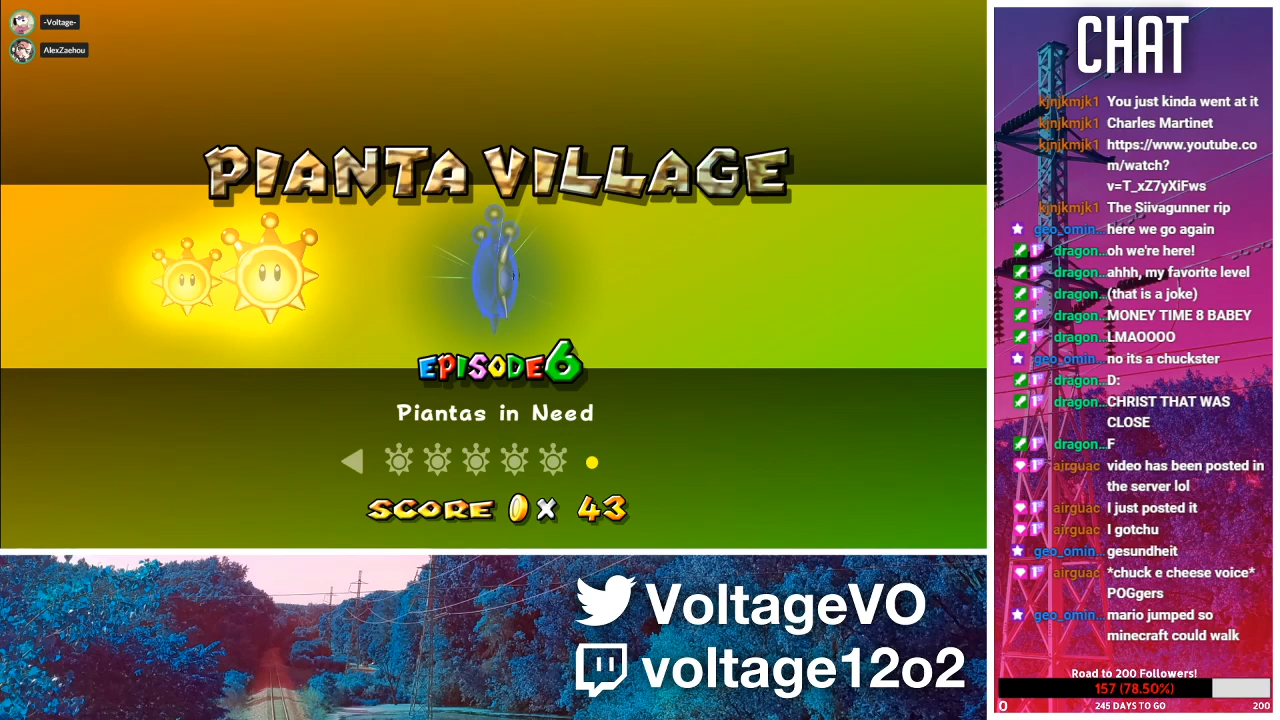 -Voltage-
AlexZaehou
PIANTA VILLAGE
EPISODE 6
Piantas in Need
SCORE × 43
VoltageVO
voltage12o2
CHAT
kjnjkmjk1 You just kinda went at it
kjnjkmjk1 Charles Martinet
kjnjkmjk1 https://www.youtube.co
m/watch?
v=T_xZ7yXiFws
kjnjkmjk1 The Siivagunner rip
geo_omin... here we go again
dragon... oh we're here!
dragon... ahhh, my favorite level
dragon... (that is a joke)
dragon... MONEY TIME 8 BABEY
dragon... LMAOOOO
geo_omin... no its a chuckster
dragon... D:
dragon... CHRIST THAT WAS
CLOSE
dragon... F
airguac video has been posted in
the server lol
airguac I just posted it
airguac I gotchu
geo_omin... gesundheit
airguac *chuck e cheese voice*
POGgers
geo_omin... mario jumped so
minecraft could walk
Road to 200 Followers!
157 (78.50%)
0 245 DAYS TO GO 200